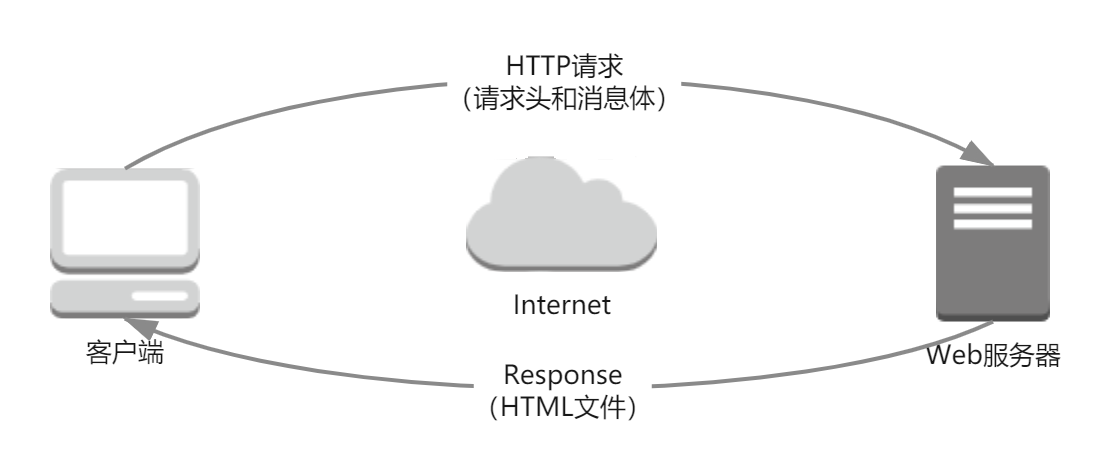 HTTP请求
（请求头和消息体）
Internet
客户端
Web服务器
Response
（HTML文件）